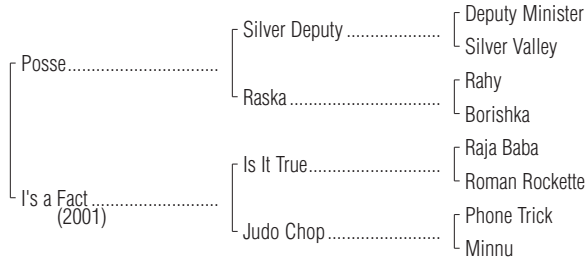 Deputy Minister
Silver Deputy ....................
Silver Valley
Posse.................................
Rahy
Raska ................................
Borishka
Raja Baba
Is It True............................
Roman Rockette
I's a Fact ...........................
(2001)
Phone Trick
Judo Chop ........................
Minnu